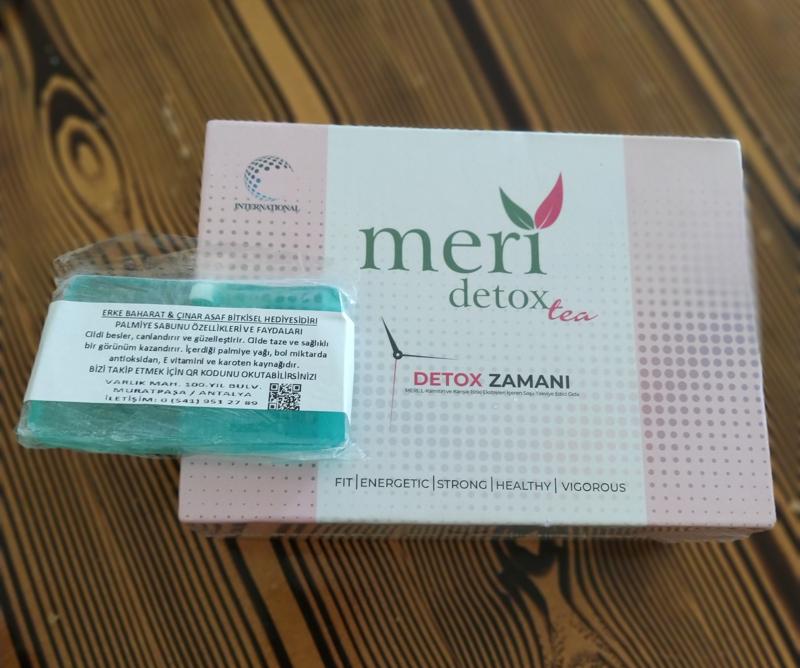 INTERNATIONAL
meri
detox
tea
DETOX ZAMANI
FIT|ENERGETIC|STRONG|HEALTHY|VIGOROUS
ERKE BAHARAT & ÇINAR ASAF BİTKİSEL HEDİYESİDİR!
PALMİYE SABUNU ÖZELLİKLERİ VE FAYDALARI
Cildi besler, canlandırır ve güzelleştirir. Cilde taze ve sağlıklı
bir görünüm kazandırır. İçerdiği palmiye yağı, bol miktarda
antioksidan, E vitamini ve karoten kaynağıdır.
BİZİ TAKİP ETMEK İÇİN QR KODUNU OKUTABİLİRSİNİZ!
VARLIK MAH. 100.YIL BULV.
MURATPAŞA / ANTALYA
İLETİŞİM: 0 (541) 951 27 89